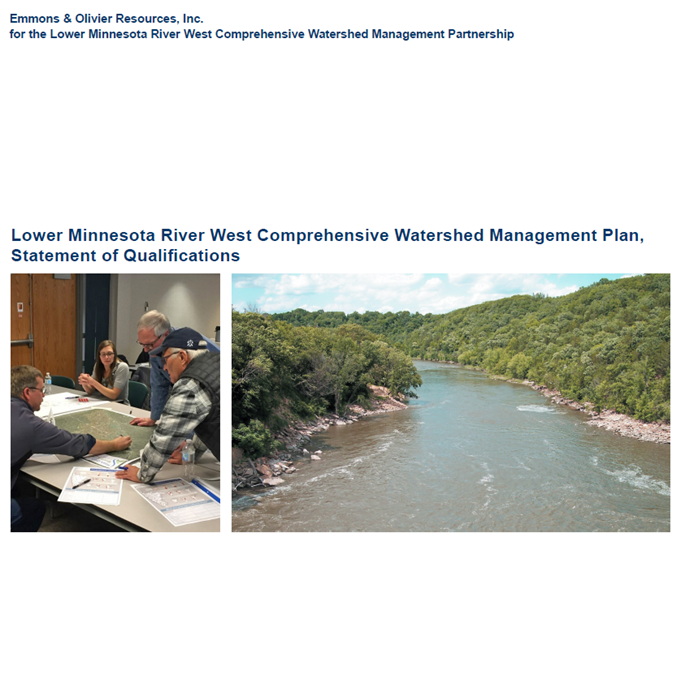 Emmons & Olivier Resources, Inc.
for the Lower Minnesota River West Comprehensive Watershed Management Partnership
Lower Minnesota River West Comprehensive Watershed Management Plan,
Statement of Qualifications